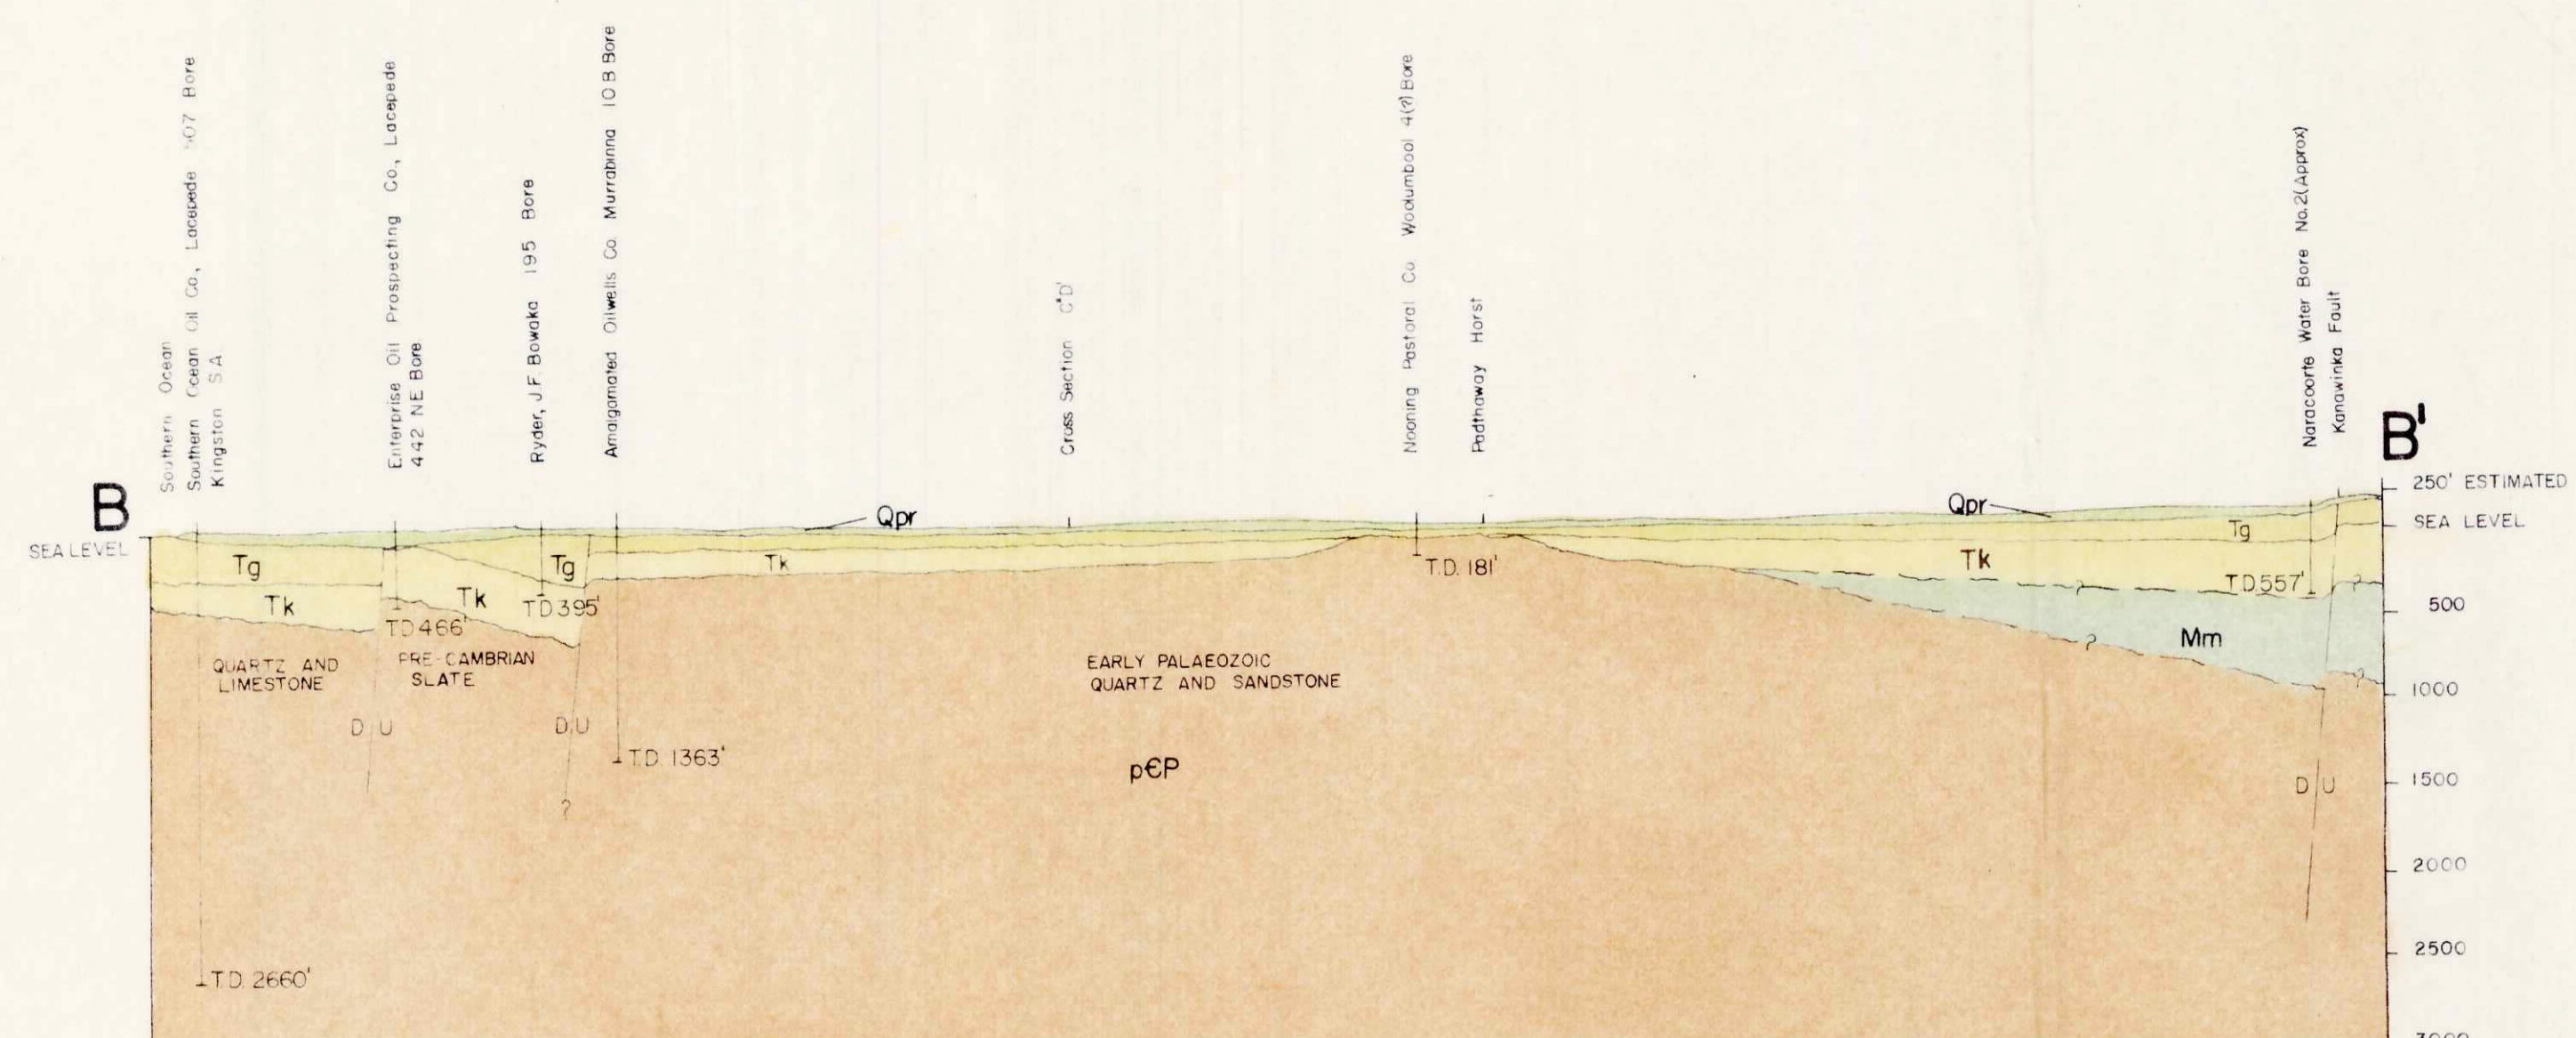 Southern Ocean
Southern Ocean Oil Co., Lacepede 507 Bore
Kingston S.A
Enterprise Oil Prospecting Co., Lacepede
442 NE Bore
Ryder, J.F. Bowaka 195 Bore
Amalgamated Oilwells Co. Murrabinna 10 B Bore
Cross Section
Nooning Pastoral Co. Woolumbool 4(?) Bore
Padthaway Horst
Naracoorte Water Bore No.2(Approx)
Kanawinka Fault
B
B'
250' ESTIMATED
SEA LEVEL
SEA LEVEL
500
1000
1500
2000
2500
Qpr
Qpr
Tg
Tg
Tg
Tk
Tk
Tk
Tk
Mm
T.D. 181'
T.D.557'
TD 395'
TD 466'
? ? ? ?
QUARTZ AND
LIMESTONE
PRE-CAMBRIAN
SLATE
EARLY PALAEOZOIC
QUARTZ AND SANDSTONE
D U
D U
D U
T.D. 1363'
p€P
?
T.D. 2660'